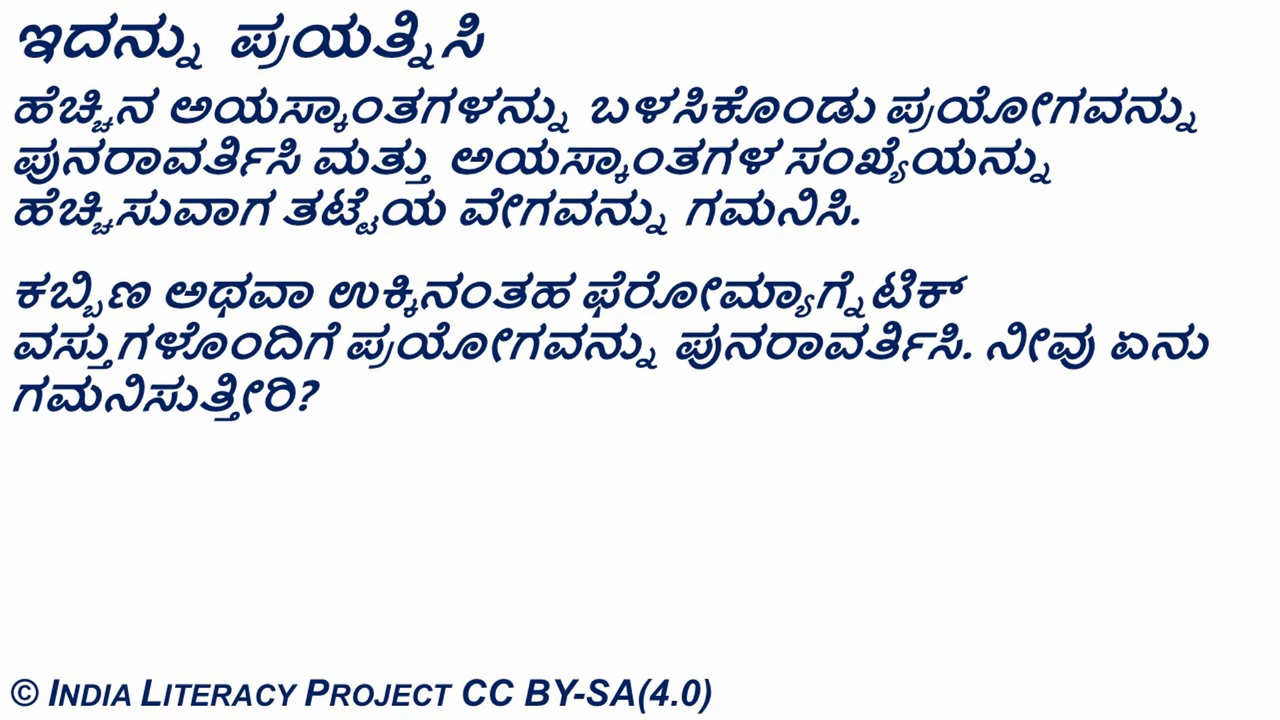 ಇದನ್ನು ಪ್ರಯತ್ನಿಸಿ
ಹೆಚ್ಚಿನ ಅಯಸ್ಕಾಂತಗಳನ್ನು ಬಳಸಿಕೊಂಡು ಪ್ರಯೋಗವನ್ನು
ಪುನರಾವರ್ತಿಸಿ ಮತ್ತು ಅಯಸ್ಕಾಂತಗಳ ಸಂಖ್ಯೆಯನ್ನು
ಹೆಚ್ಚಿಸುವಾಗ ತಟ್ಟೆಯ ವೇಗವನ್ನು ಗಮನಿಸಿ.
ಕಬ್ಬಿಣ ಅಥವಾ ಉಕ್ಕಿನಂತಹ ಫೆರೋಮ್ಯಾಗ್ನೆಟಿಕ್
ವಸ್ತುಗಳೊಂದಿಗೆ ಪ್ರಯೋಗವನ್ನು ಪುನರಾವರ್ತಿಸಿ. ನೀವು ಏನು
ಗಮನಿಸುತ್ತೀರಿ?
© INDIA LITERACY PROJECT CC BY-SA(4.0)